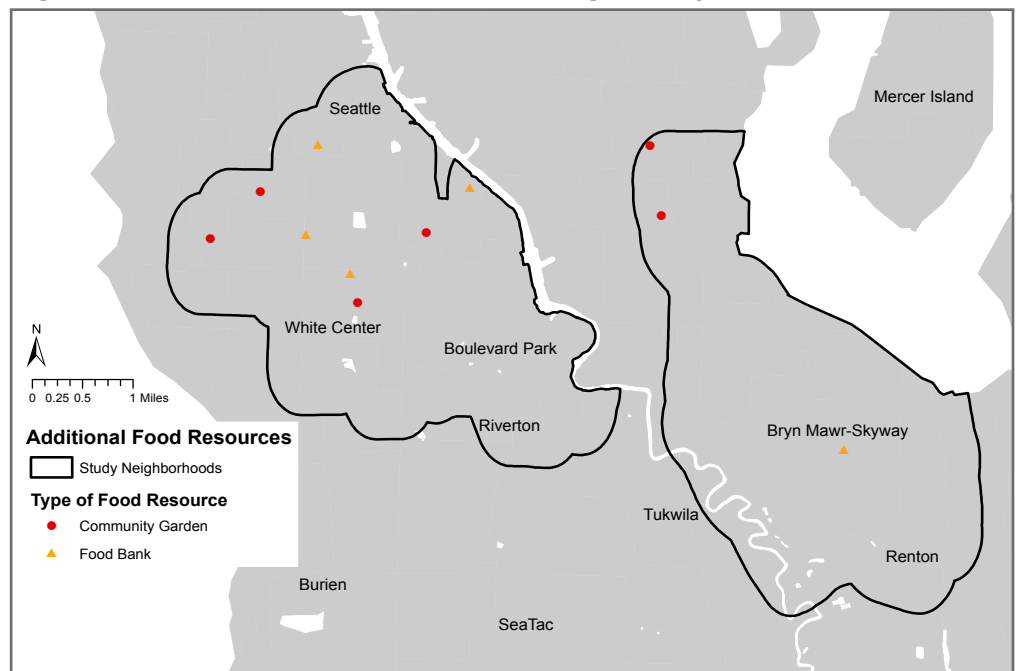 Mercer Island
Seattle
White Center
Boulevard Park
Riverton
Bryn Mawr-Skyway
Tukwila
Renton
Burien
SeaTac
N
0 0.25 0.5 1 Miles
Additional Food Resources
Study Neighborhoods
Type of Food Resource
Community Garden
Food Bank